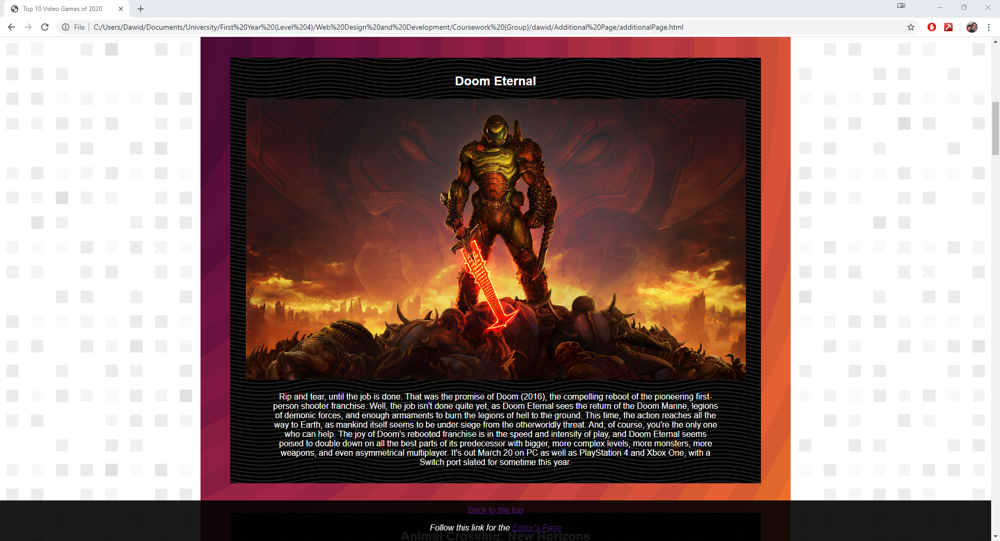 Top 10 Video Games of 2020
File
C:/Users/Dawid/Documents/University/First%20Year%20(Level%204)/Web%20Design%20and%20Development/Coursework%20(Group)/dawid/Additional%20Page/additionalPage.html
Doom Eternal
Rip and tear, until the job is done. That was the promise of Doom (2016), the compelling reboot of the pioneering first-
person shooter franchise. Well, the job isn't done quite yet, as Doom Eternal sees the return of the Doom Marine, legions
of demonic forces, and enough armaments to burn the legions of hell to the ground. This time, the action reaches all the
way to Earth, as mankind itself seems to be under siege from the otherworldly threat. And, of course, you're the only one
who can help. The joy of Doom's rebooted franchise is in the speed and intensity of play, and Doom Eternal seems
poised to double down on all the best parts of its predecessor with bigger, more complex levels, more monsters, more
weapons, and even asymmetrical multiplayer. It's out March 20 on PC as well as PlayStation 4 and Xbox One, with a
Switch port slated for sometime this year.
Back to the top
Follow this link for the Editor's Page
Animal Crossing: New Horizons